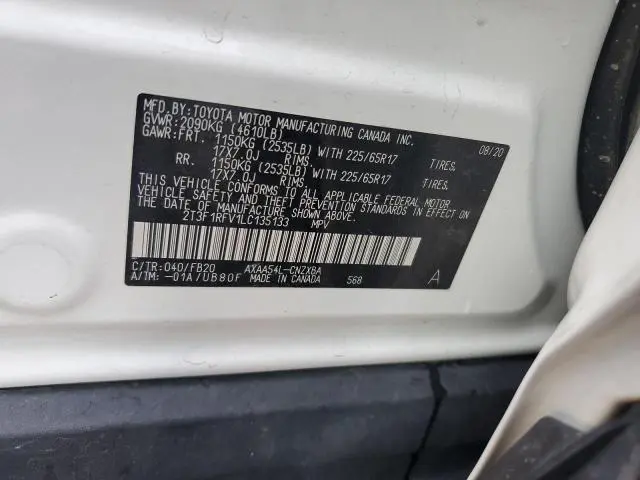 MFD.BY:TOYOTA MOTOR MANUFACTURING CANADA INC.
GVWR:2090KG (4610LB) 08/20
GAWR:FRT. 1150KG (2535LB) WITH 225/65R17 TIRES,
17X7.0J RIMS.
RR. 1150KG (2535LB) WITH 225/65R17 TIRES,
17X7.0J RIMS.
THIS VEHICLE CONFORMS TO ALL APPLICABLE FEDERAL MOTOR
VEHICLE SAFETY AND THEFT PREVENTION STANDARDS IN EFFECT ON
THE DATE OF MANUFACTURE SHOWN ABOVE.
2T3F1RFV1LC135133 MPV
C/TR:040/FB20 AXAA54L-CNZXBA
A/TM:-01A/UB80F MADE IN CANADA 568 A